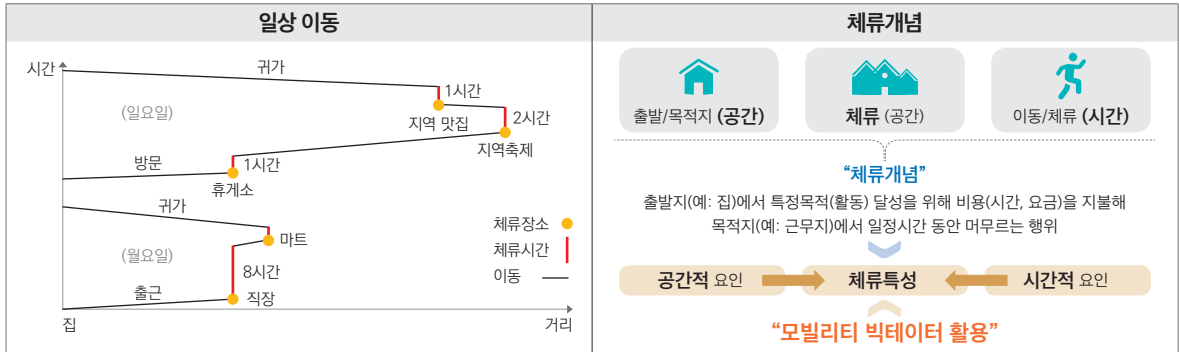 일상 이동
시간
귀가
1시간
(일요일)
지역 맛집
2시간
지역축제
방문
1시간
휴게소
귀가
마트
(월요일)
8시간
출근
직장
체류장소
체류시간
이동
집
거리
체류개념
출발/목적지 (공간)
체류 (공간)
이동/체류 (시간)
“체류개념”
출발지(예: 집)에서 특정목적(활동) 달성을 위해 비용(시간, 요금)을 지불해
목적지(예: 근무지)에서 일정시간 동안 머무르는 행위
공간적 요인
체류특성
시간적 요인
“모빌리티 빅테이터 활용”